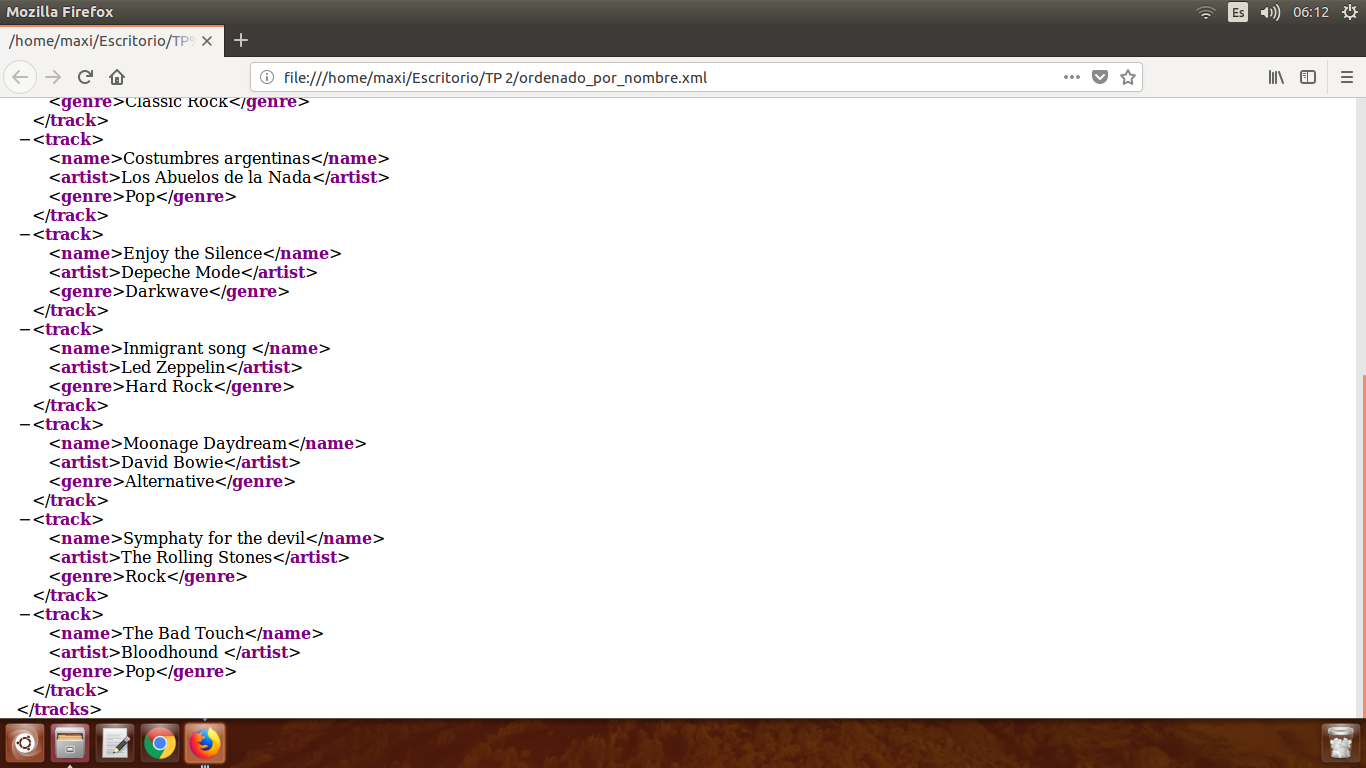 Mozilla Firefox
Es
06:12
/home/maxi/Escritorio/TP
file:///home/maxi/Escritorio/TP 2/ordenado_por_nombre.xml
<genre>Classic Rock</genre>
</track>
−<track>
<name>Costumbres argentinas</name>
<artist>Los Abuelos de la Nada</artist>
<genre>Pop</genre>
</track>
−<track>
<name>Enjoy the Silence</name>
<artist>Depeche Mode</artist>
<genre>Darkwave</genre>
</track>
−<track>
<name>Inmigrant song </name>
<artist>Led Zeppelin</artist>
<genre>Hard Rock</genre>
</track>
−<track>
<name>Moonage Daydream</name>
<artist>David Bowie</artist>
<genre>Alternative</genre>
</track>
−<track>
<name>Symphaty for the devil</name>
<artist>The Rolling Stones</artist>
<genre>Rock</genre>
</track>
−<track>
<name>The Bad Touch</name>
<artist>Bloodhound </artist>
<genre>Pop</genre>
</track>
</tracks>